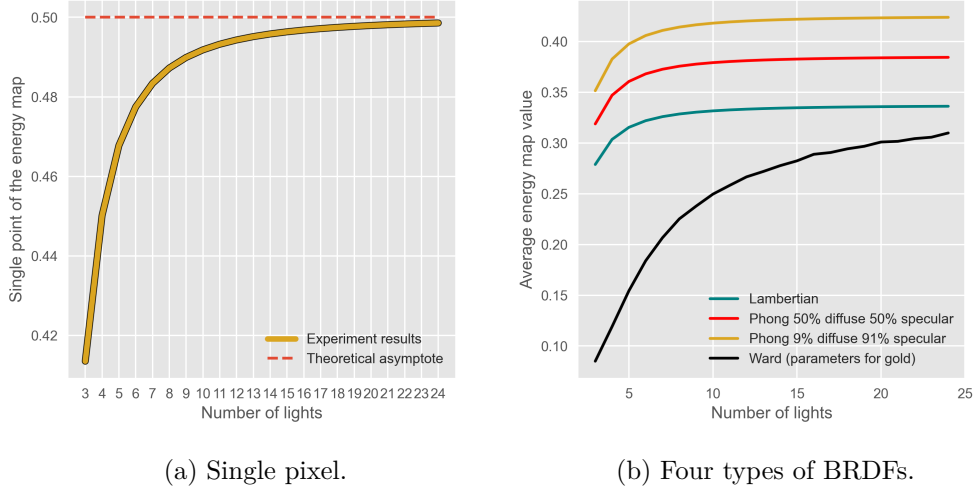 Single point of the energy map
0.50
0.48
0.46
0.44
0.42
3 4 5 6 7 8 9 10 11 12 13 14 15 16 17 18 19 20 21 22 23 24
Number of lights
Experiment results
Theoretical asymptote
(a) Single pixel.
Average energy map value
0.40
0.35
0.30
0.25
0.20
0.15
0.10
5 10 15 20 25
Number of lights
Lambertian
Phong 50% diffuse 50% specular
Phong 9% diffuse 91% specular
Ward (parameters for gold)
(b) Four types of BRDFs.